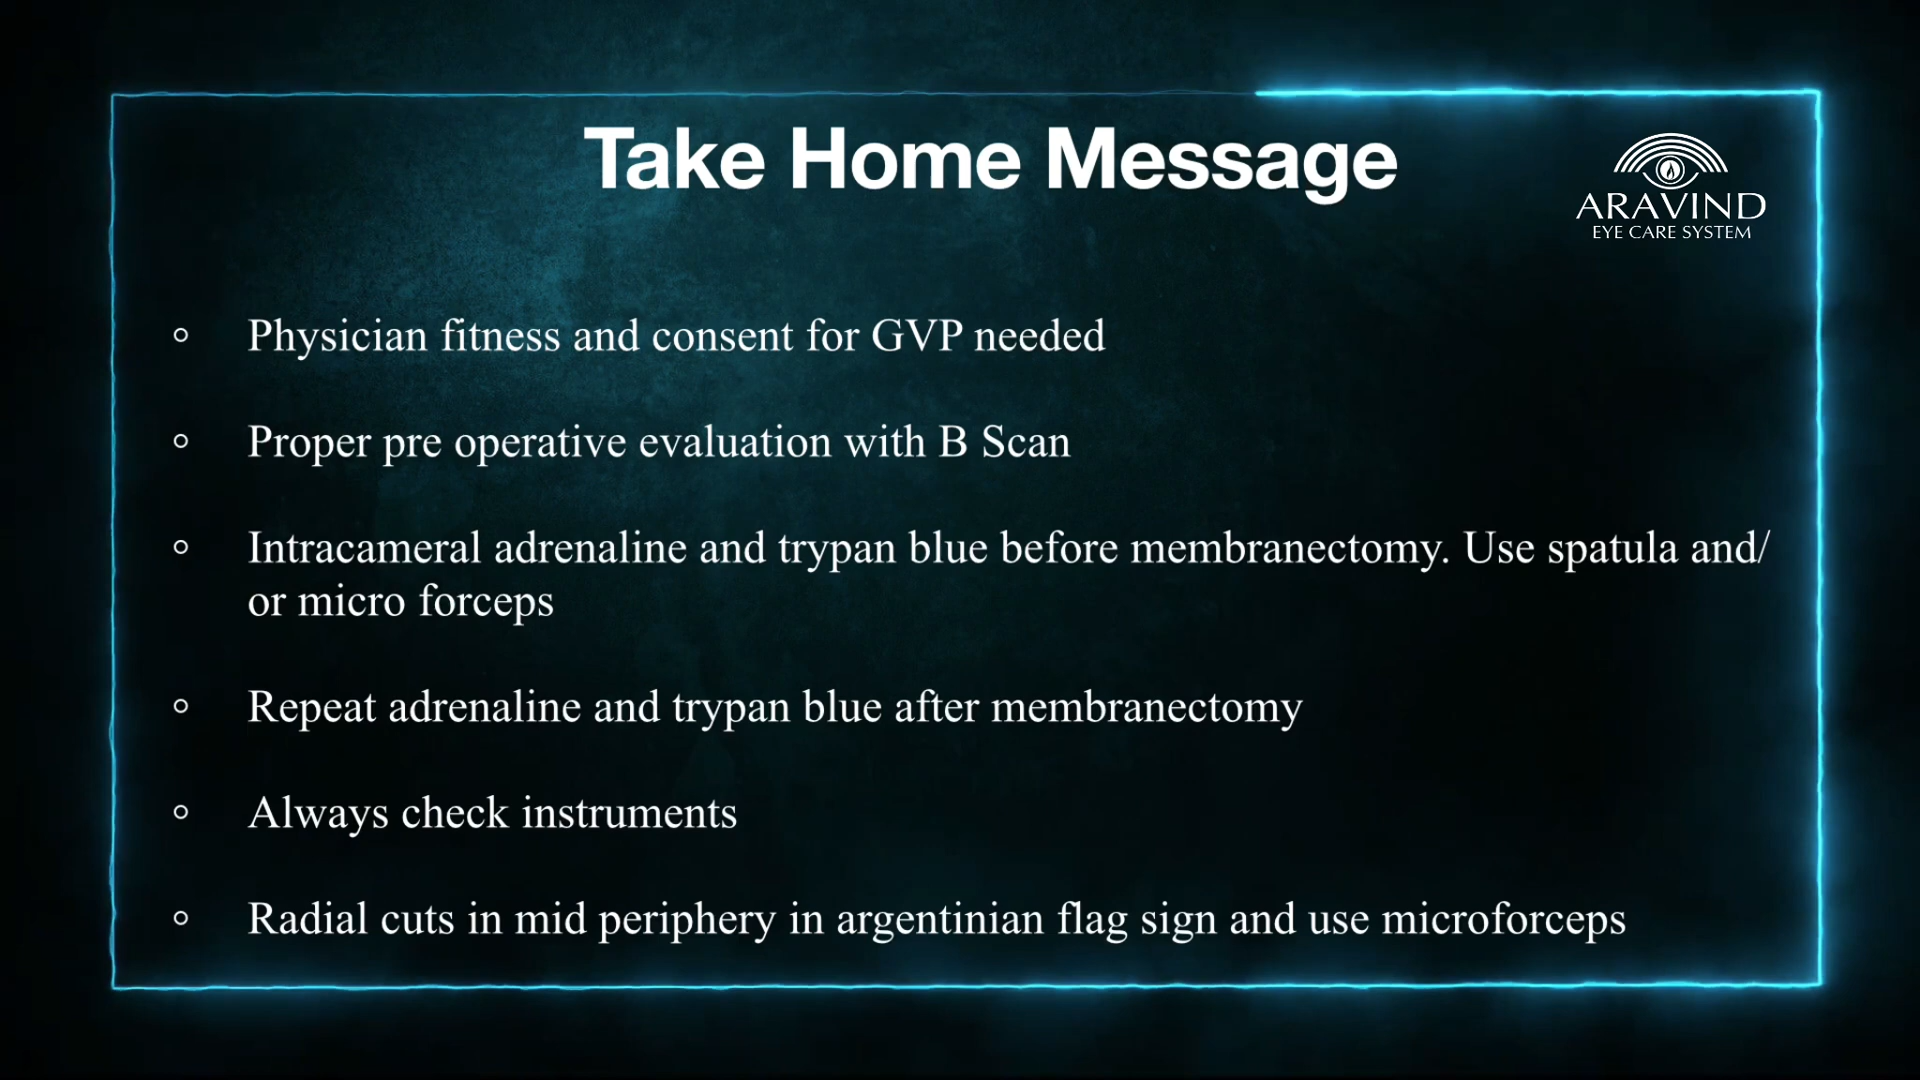 Take Home Message
ARAVIND
EYE CARE SYSTEM
Physician fitness and consent for GVP needed
Proper pre operative evaluation with B Scan
Intracameral adrenaline and trypan blue before membranectomy. Use spatula and/
or micro forceps
Repeat adrenaline and trypan blue after membranectomy
Always check instruments
Radial cuts in mid periphery in argentinian flag sign and use microforceps